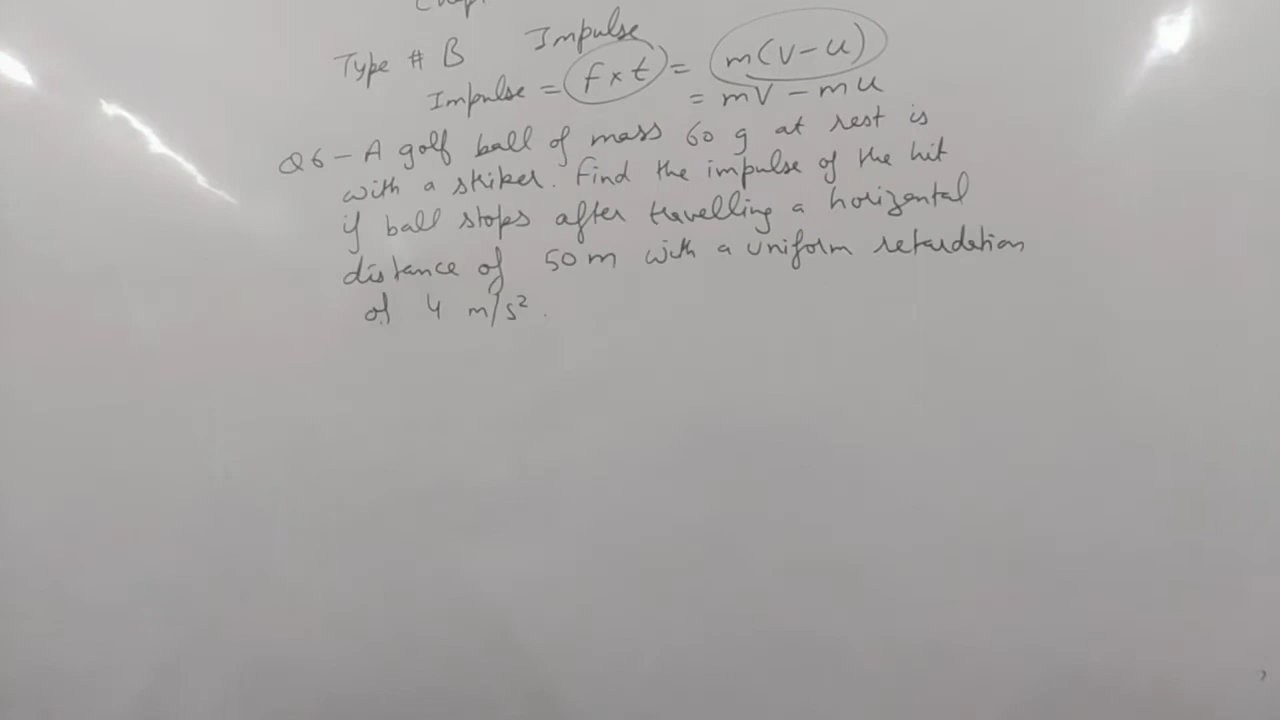 Chap
Type # B Impulse
Impulse = f x t = m(v-u)
= mv - mu
Q6 - A golf ball of mass 60 g at rest is
with a striker. Find the impulse of the hit
if ball stops after travelling a horizontal
distance of 50 m with a uniform retardation
of 4 m/s²